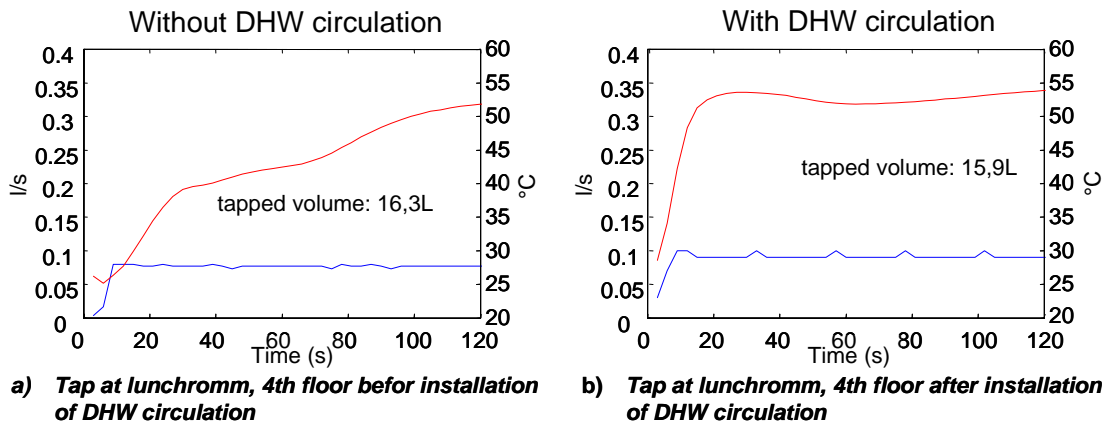 Without DHW circulation
0.4
0.35
0.3
0.25
0.2
0.15
0.1
0.05
0
l/s
60
55
50
45
40
35
30
25
20
°C
tapped volume: 16,3L
0 20 40 60 80 100 120
Time (s)
a) Tap at lunchromm, 4th floor befor installation
of DHW circulation
With DHW circulation
0.4
0.35
0.3
0.25
0.2
0.15
0.1
0.05
0
l/s
60
55
50
45
40
35
30
25
20
°C
tapped volume: 15,9L
0 20 40 60 80 100 120
Time (s)
b) Tap at lunchromm, 4th floor after installation
of DHW circulation